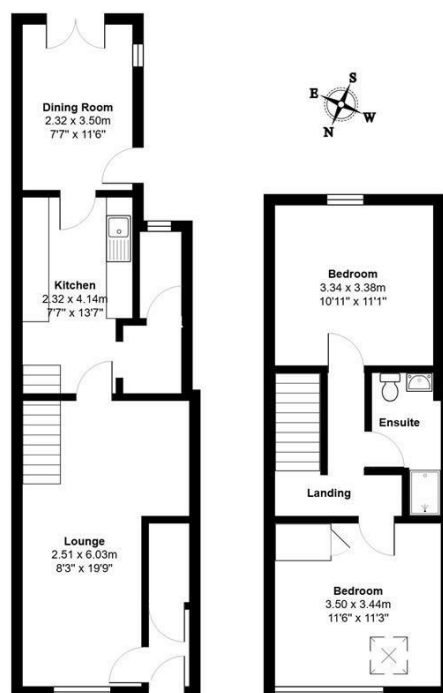 Dining Room
2.32 x 3.50m
7'7" x 11'6"
Kitchen
2.32 x 4.14m
7'7" x 13'7"
Lounge
2.51 x 6.03m
8'3" x 19'9"
S
E
W
N
Bedroom
3.34 x 3.38m
10'11" x 11'1"
Ensuite
Landing
Bedroom
3.50 x 3.44m
11'6" x 11'3"